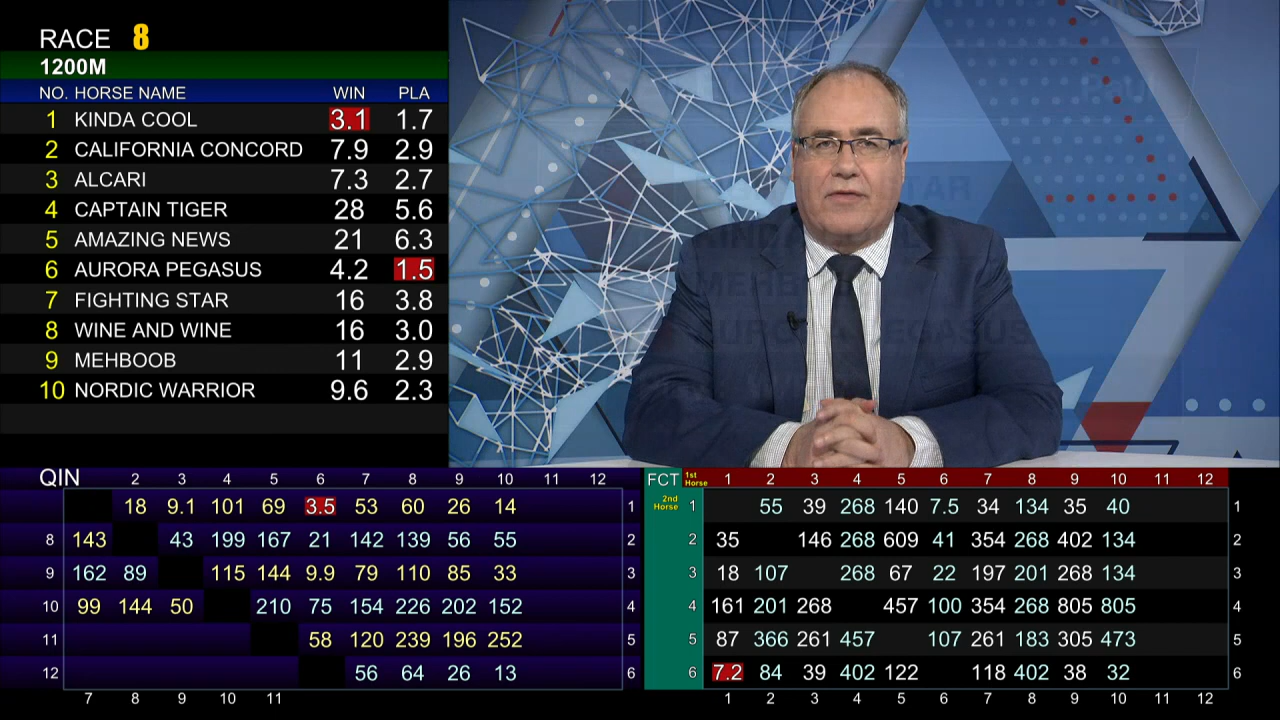 RACE 8
1200M
NO. HORSE NAME WIN PLA
1 KINDA COOL 3.1 1.7
2 CALIFORNIA CONCORD 7.9 2.9
3 ALCARI 7.3 2.7
4 CAPTAIN TIGER 28 5.6
5 AMAZING NEWS 21 6.3
6 AURORA PEGASUS 4.2 1.5
7 FIGHTING STAR 16 3.8
8 WINE AND WINE 16 3.0
9 MEHBOOB 11 2.9
10 NORDIC WARRIOR 9.6 2.3
QIN 2 3 4 5 6 7 8 9 10 11 12
18 9.1 101 69 3.5 53 60 26 14 1
8 143 43 199 167 21 142 139 56 55 2
9 162 89 115 144 9.9 79 110 85 33 3
10 99 144 50 210 75 154 226 202 152 4
11 58 120 239 196 252 5
12 56 64 26 13 6
7 8 9 10 11
FCT 1st Horse 1 2 3 4 5 6 7 8 9 10 11 12
2nd Horse 1 55 39 268 140 7.5 34 134 35 40 1
2 35 146 268 609 41 354 268 402 134 2
3 18 107 268 67 22 197 201 268 134 3
4 161 201 268 457 100 354 268 805 805 4
5 87 366 261 457 107 261 183 305 473 5
6 7.2 84 39 402 122 118 402 38 32 6
1 2 3 4 5 6 7 8 9 10 11 12